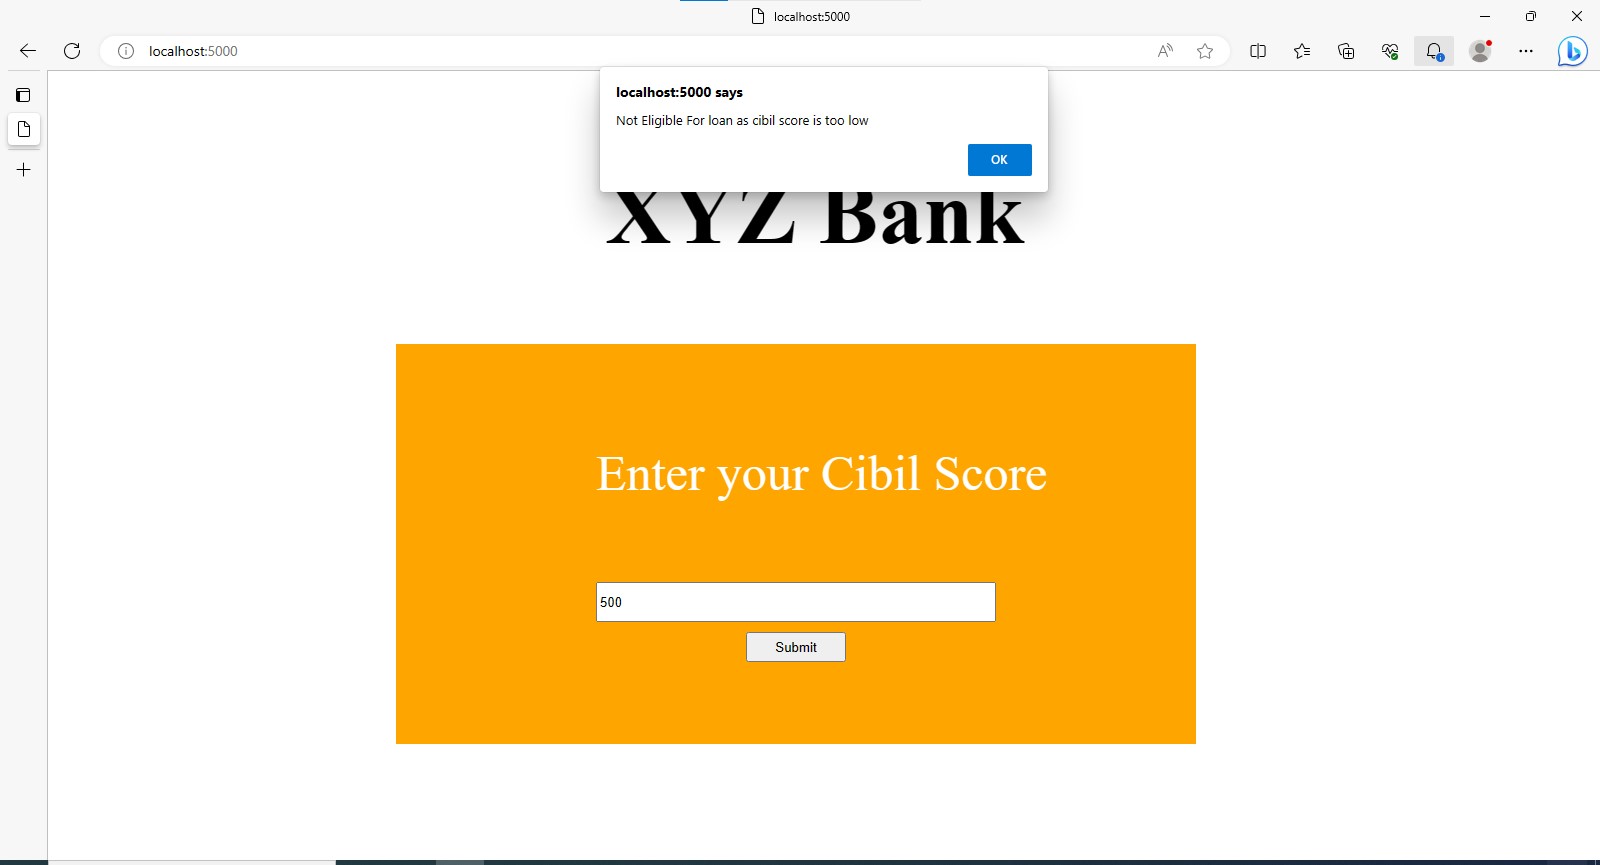 localhost:5000
localhost:5000
localhost:5000 says
Not Eligible For loan as cibil score is too low
OK
XYZ Bank
Enter your Cibil Score
500
Submit